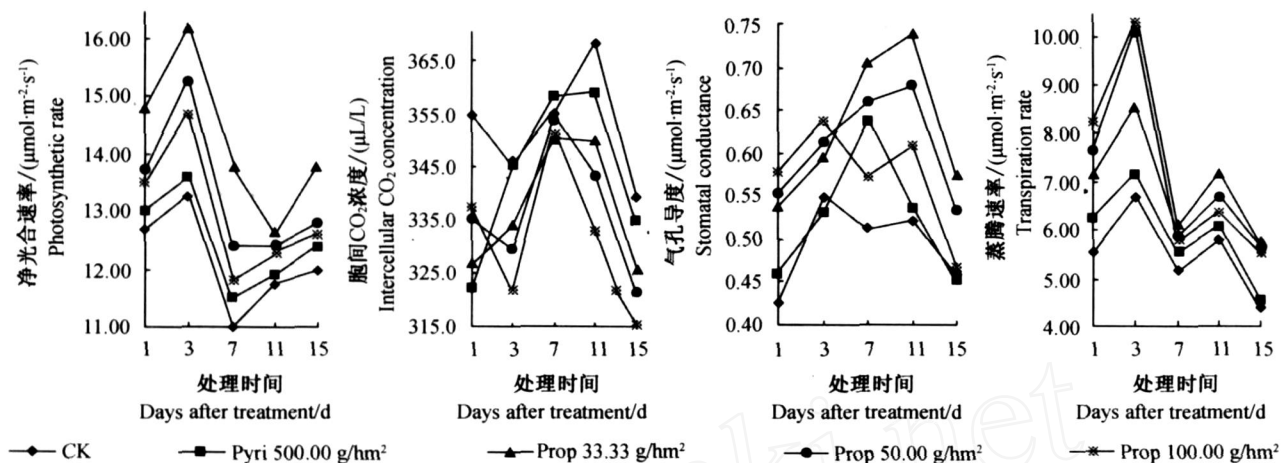 净光合速率/(μmol·m⁻²·s⁻¹)
Photosynthetic rate
16.00
15.00
14.00
13.00
12.00
11.00
1 3 7 11 15
处理时间
Days after treatment/d
胞间CO₂浓度/(μL/L)
Intercellular CO₂ concentration
365.0
355.0
345.0
335.0
325.0
315.0
1 3 7 11 15
处理时间
Days after treatment/d
气孔导度/(μmol·m⁻²·s⁻¹)
Stomatal conductance
0.75
0.70
0.65
0.60
0.55
0.50
0.45
0.40
1 3 7 11 15
处理时间
Days after treatment/d
蒸腾速率/(μmol·m⁻²·s⁻¹)
Transpiration rate
10.00
9.00
8.00
7.00
6.00
5.00
4.00
1 3 7 11 15
处理时间
Days after treatment/d
CK Pyri 500.00 g/hm² Prop 33.33 g/hm² Prop 50.00 g/hm² Prop 100.00 g/hm²